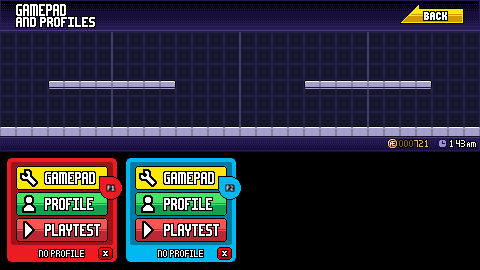 GAMEPAD
AND PROFILES
BACK
000721
1:43AM
GAMEPAD
P1
PROFILE
PLAYTEST
NO PROFILE
X
GAMEPAD
P2
PROFILE
PLAYTEST
NO PROFILE
X